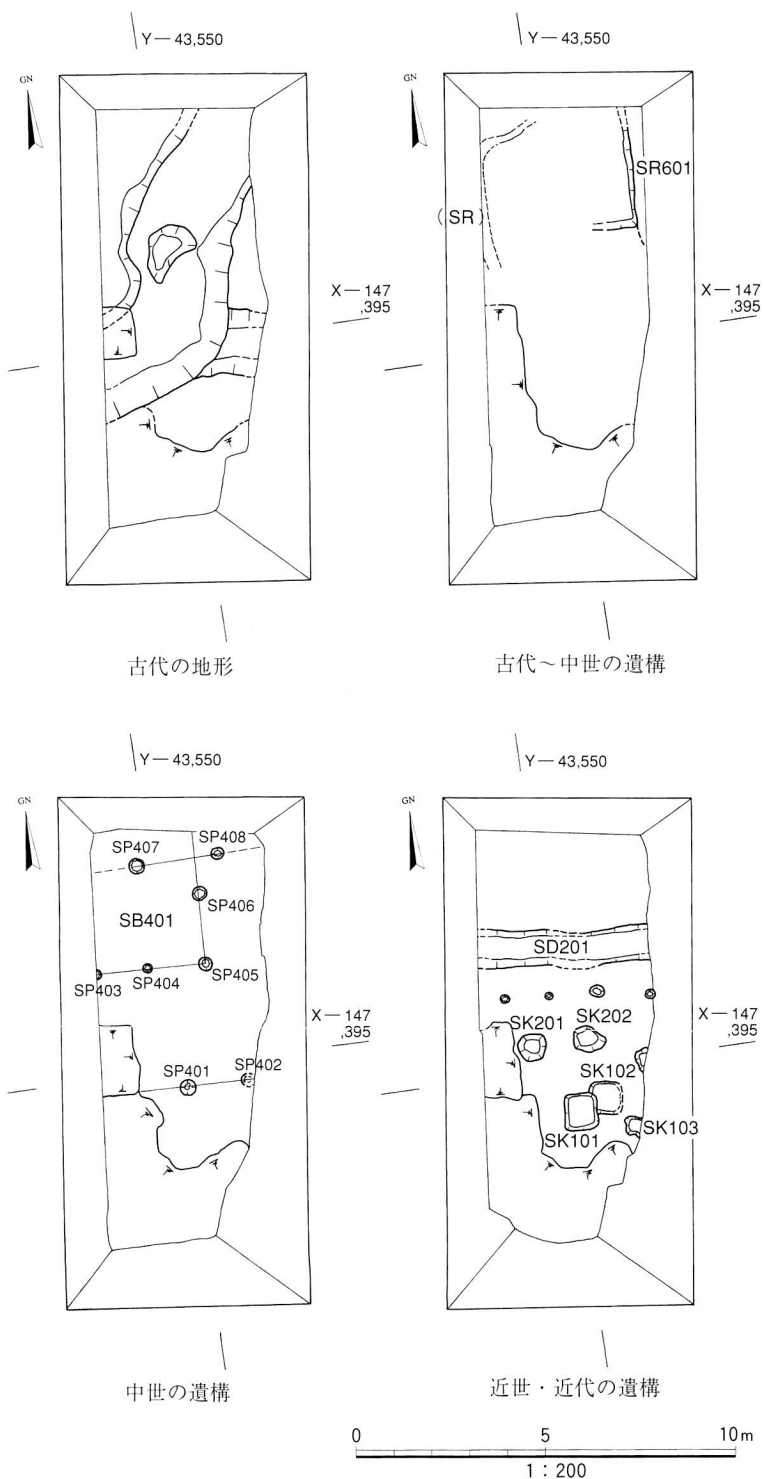 Y— 43,550
GN
X— 147
,395
古代の地形
Y— 43,550
GN
SR601
(SR)
X— 147
,395
古代～中世の遺構
Y— 43,550
GN
SP407
SP408
SP406
SB401
SP405
SP403
SP404
X— 147
,395
SP401
SP402
中世の遺構
Y— 43,550
GN
SD201
SK201
SK202
X— 147
,395
SK102
SK101
SK103
近世・近代の遺構
0 5 10m
1：200